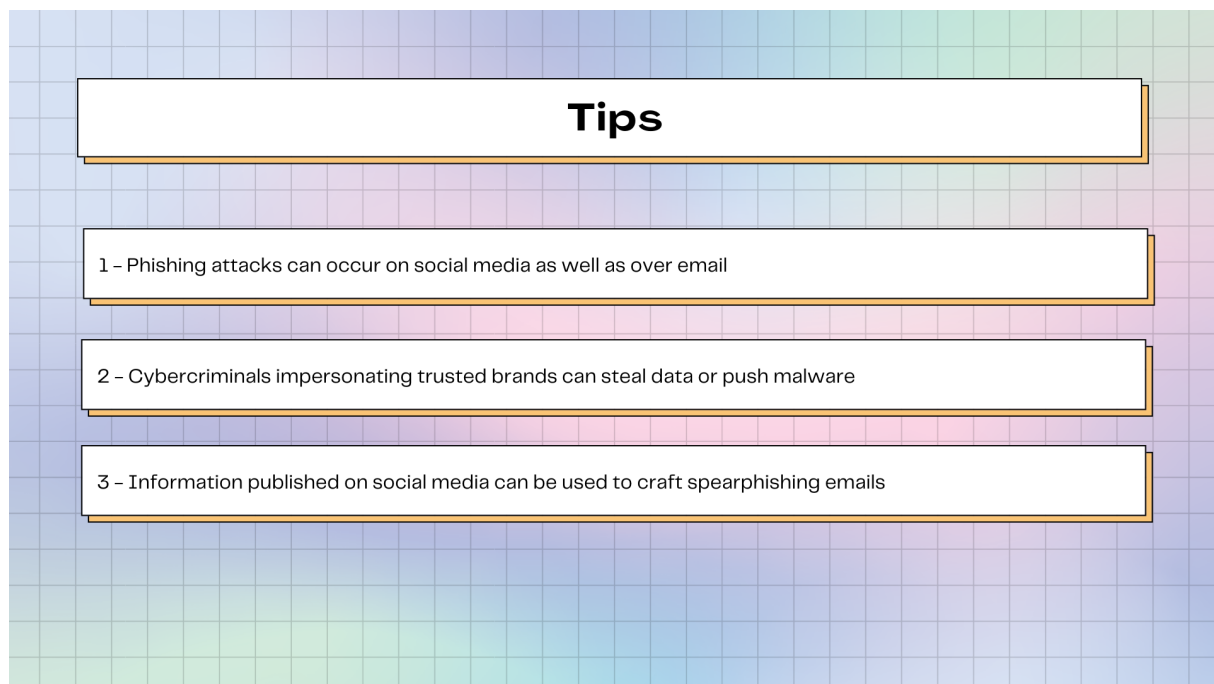 Tips
1 – Phishing attacks can occur on social media as well as over email
2 – Cybercriminals impersonating trusted brands can steal data or push malware
3 – Information published on social media can be used to craft spearphishing emails